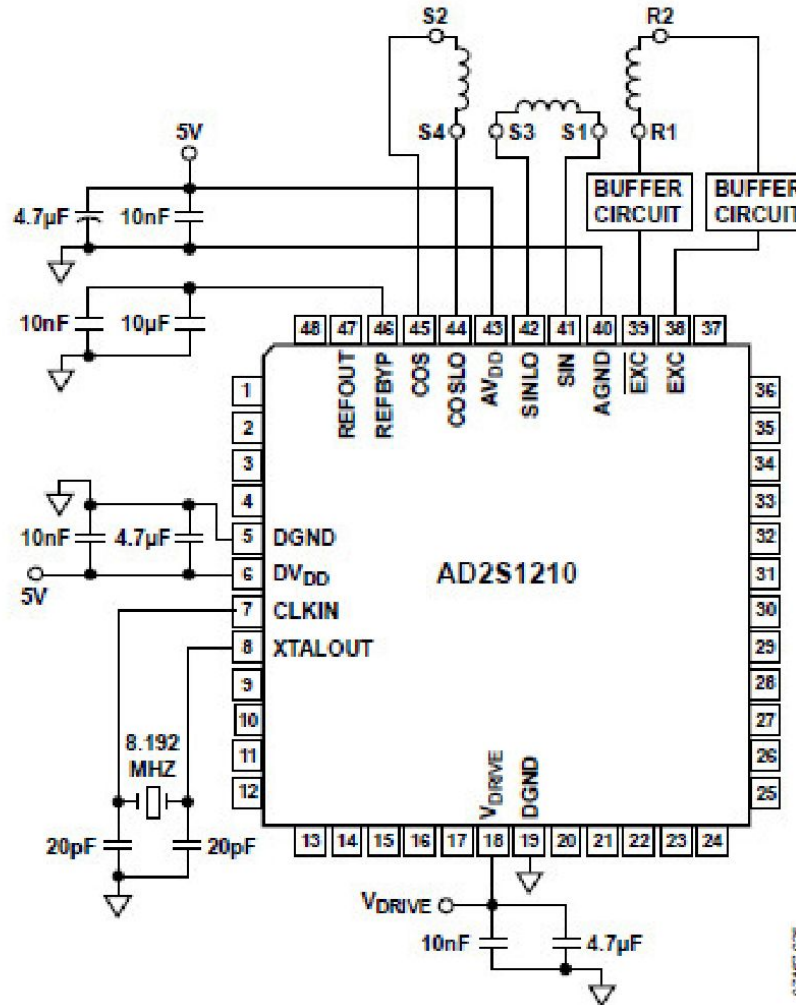 S2
R2
S4
S3
S1
R1
5V
BUFFER
CIRCUIT
BUFFER
CIRCUIT
4.7µF
10nF
10nF
10µF
48
47
46
45
44
43
42
41
40
39
38
37
REFOUT
REFBYP
COS
COSLO
AVDD
SINLO
SIN
AGND
EXC
EXC
1
2
3
4
5
6
7
8
9
10
11
12
DGND
DVDD
CLKIN
XTALOUT
10nF
4.7µF
5V
AD2S1210
36
35
34
33
32
31
30
29
28
27
26
25
8.192
MHZ
20pF
20pF
VDRIVE
DGND
13
14
15
16
17
18
19
20
21
22
23
24
VDRIVE
10nF
4.7µF